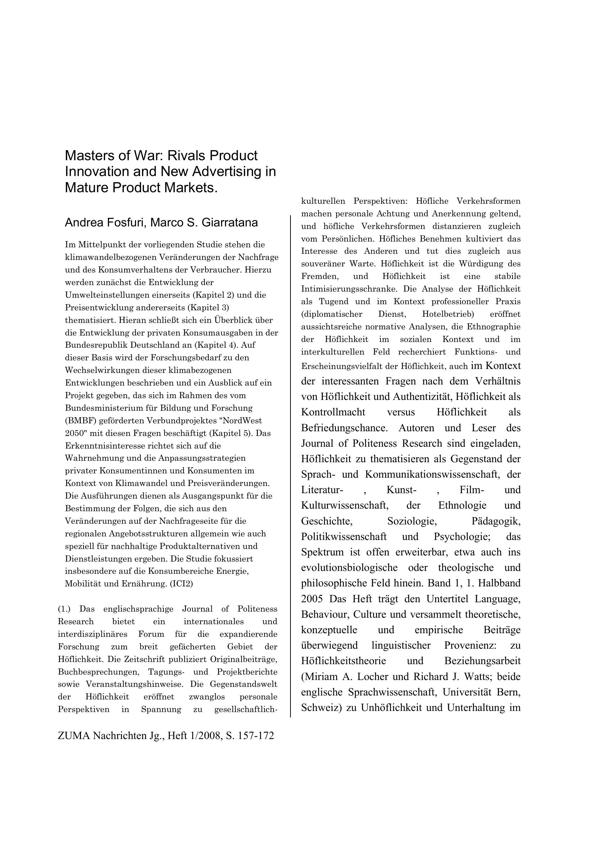 Masters of War: Rivals Product
Innovation and New Advertising in
Mature Product Markets.
Andrea Fosfuri, Marco S. Giarratana
Im Mittelpunkt der vorliegenden Studie stehen die
klimawandelbezogenen Veränderungen der Nachfrage
und des Konsumverhaltens der Verbraucher. Hierzu
werden zunächst die Entwicklung der
Umwelteinstellungen einerseits (Kapitel 2) und die
Preisentwicklung andererseits (Kapitel 3)
thematisiert. Hieran schließt sich ein Überblick über
die Entwicklung der privaten Konsumausgaben in der
Bundesrepublik Deutschland an (Kapitel 4). Auf
dieser Basis wird der Forschungsbedarf zu den
Wechselwirkungen dieser klimabezogenen
Entwicklungen beschrieben und ein Ausblick auf ein
Projekt gegeben, das sich im Rahmen des vom
Bundesministerium für Bildung und Forschung
(BMBF) geförderten Verbundprojektes "NordWest
2050" mit diesen Fragen beschäftigt (Kapitel 5). Das
Erkenntnisinteresse richtet sich auf die
Wahrnehmung und die Anpassungsstrategien
privater Konsumentinnen und Konsumenten im
Kontext von Klimawandel und Preisveränderungen.
Die Ausführungen dienen als Ausgangspunkt für die
Bestimmung der Folgen, die sich aus den
Veränderungen auf der Nachfrageseite für die
regionalen Angebotsstrukturen allgemein wie auch
speziell für nachhaltige Produktalternativen und
Dienstleistungen ergeben. Die Studie fokussiert
insbesondere auf die Konsumbereiche Energie,
Mobilität und Ernährung. (ICI2)
(1.) Das englischsprachige Journal of Politeness
Research bietet ein internationales und
interdisziplinäres Forum für die expandierende
Forschung zum breit gefächerten Gebiet der
Höflichkeit. Die Zeitschrift publiziert Originalbeiträge,
Buchbesprechungen, Tagungs- und Projektberichte
sowie Veranstaltungshinweise. Die Gegenstandswelt
der Höflichkeit eröffnet zwanglos personale
Perspektiven in Spannung zu gesellschaftlich-
kulturellen Perspektiven: Höfliche Verkehrsformen
machen personale Achtung und Anerkennung geltend,
und höfliche Verkehrsformen distanzieren zugleich
vom Persönlichen. Höfliches Benehmen kultiviert das
Interesse des Anderen und tut dies zugleich aus
souveräner Warte. Höflichkeit ist die Würdigung des
Fremden, und Höflichkeit ist eine stabile
Intimisierungsschranke. Die Analyse der Höflichkeit
als Tugend und im Kontext professioneller Praxis
(diplomatischer Dienst, Hotelbetrieb) eröffnet
aussichtsreiche normative Analysen, die Ethnographie
der Höflichkeit im sozialen Kontext und im
interkulturellen Feld recherchiert Funktions- und
Erscheinungsvielfalt der Höflichkeit, auch im Kontext
der interessanten Fragen nach dem Verhältnis
von Höflichkeit und Authentizität, Höflichkeit als
Kontrollmacht versus Höflichkeit als
Befriedungschance. Autoren und Leser des
Journal of Politeness Research sind eingeladen,
Höflichkeit zu thematisieren als Gegenstand der
Sprach- und Kommunikationswissenschaft, der
Literatur- , Kunst- , Film- und
Kulturwissenschaft, der Ethnologie und
Geschichte, Soziologie, Pädagogik,
Politikwissenschaft und Psychologie; das
Spektrum ist offen erweiterbar, etwa auch ins
evolutionsbiologische oder theologische und
philosophische Feld hinein. Band 1, 1. Halbband
2005 Das Heft trägt den Untertitel Language,
Behaviour, Culture und versammelt theoretische,
konzeptuelle und empirische Beiträge
überwiegend linguistischer Provenienz: zu
Höflichkeitstheorie und Beziehungsarbeit
(Miriam A. Locher und Richard J. Watts; beide
englische Sprachwissenschaft, Universität Bern,
Schweiz) zu Unhöflichkeit und Unterhaltung im
ZUMA Nachrichten Jg., Heft 1/2008, S. 157-172